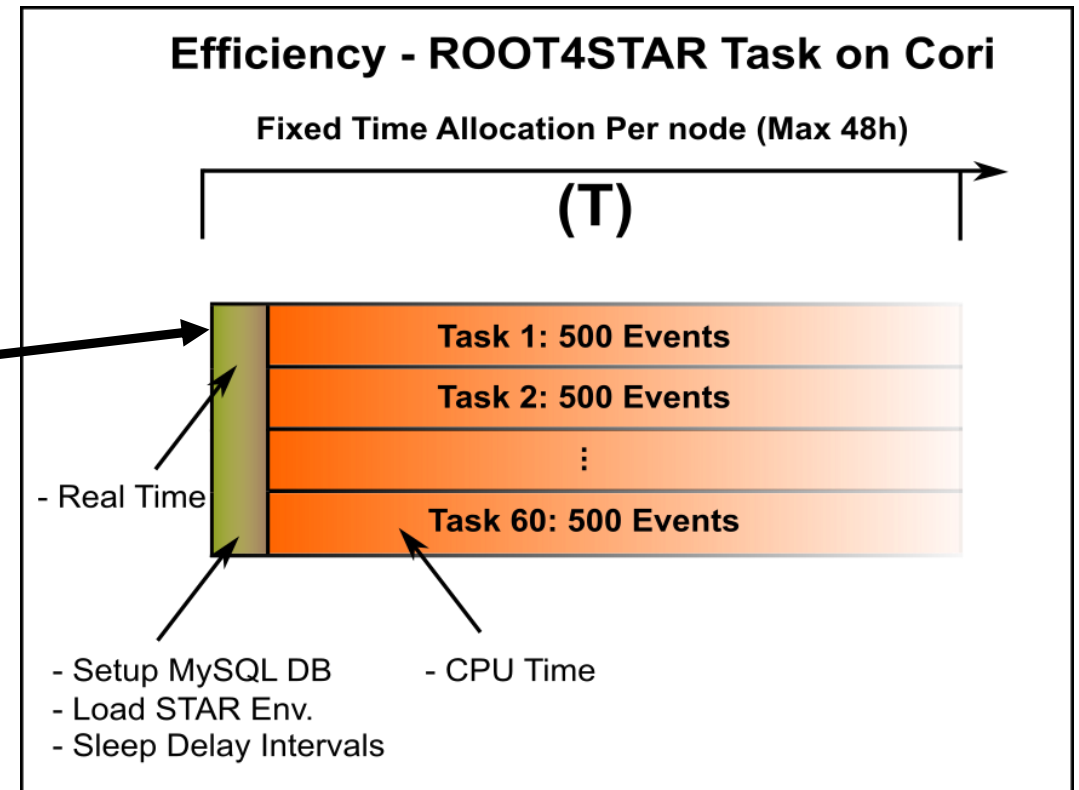 Efficiency - ROOT4STAR Task on Cori
Fixed Time Allocation Per node (Max 48h)
(T)
Task 1: 500 Events
Task 2: 500 Events
⋮
Task 60: 500 Events
- Real Time
- Setup MySQL DB
- Load STAR Env.
- Sleep Delay Intervals
- CPU Time